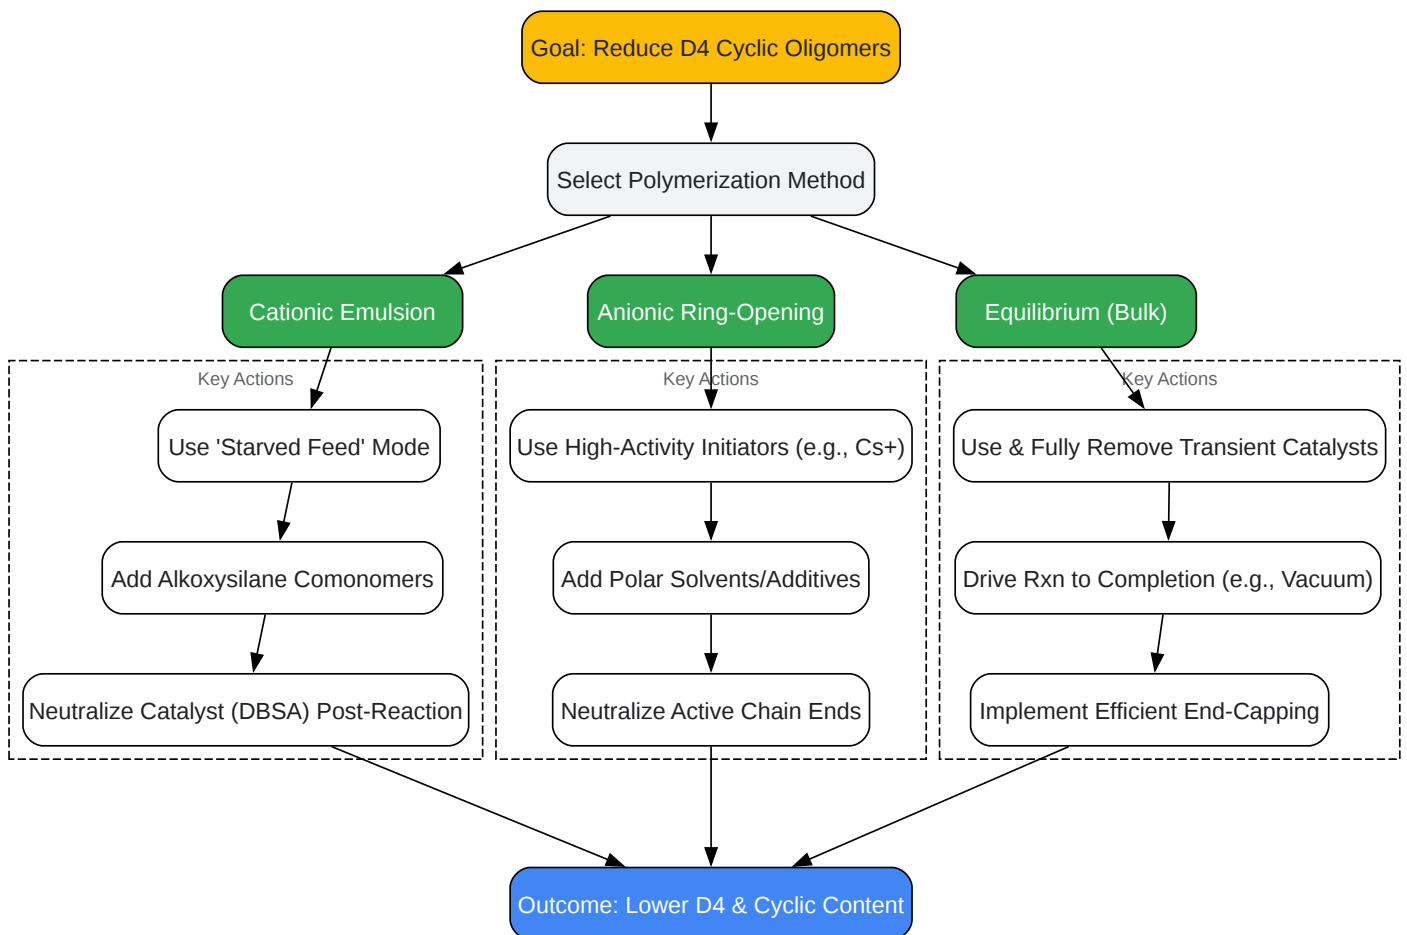 Goal: Reduce D4 Cyclic Oligomers
Select Polymerization Method
Cationic Emulsion
Anionic Ring-Opening
Equilibrium (Bulk)
Key Actions
Key Actions
Key Actions
Use 'Starved Feed' Mode
Use High-Activity Initiators (e.g., Cs+)
Use & Fully Remove Transient Catalysts
Add Alkoxysilane Comonomers
Add Polar Solvents/Additives
Drive Rxn to Completion (e.g., Vacuum)
Neutralize Catalyst (DBSA) Post-Reaction
Neutralize Active Chain Ends
Implement Efficient End-Capping
Outcome: Lower D4 & Cyclic Content